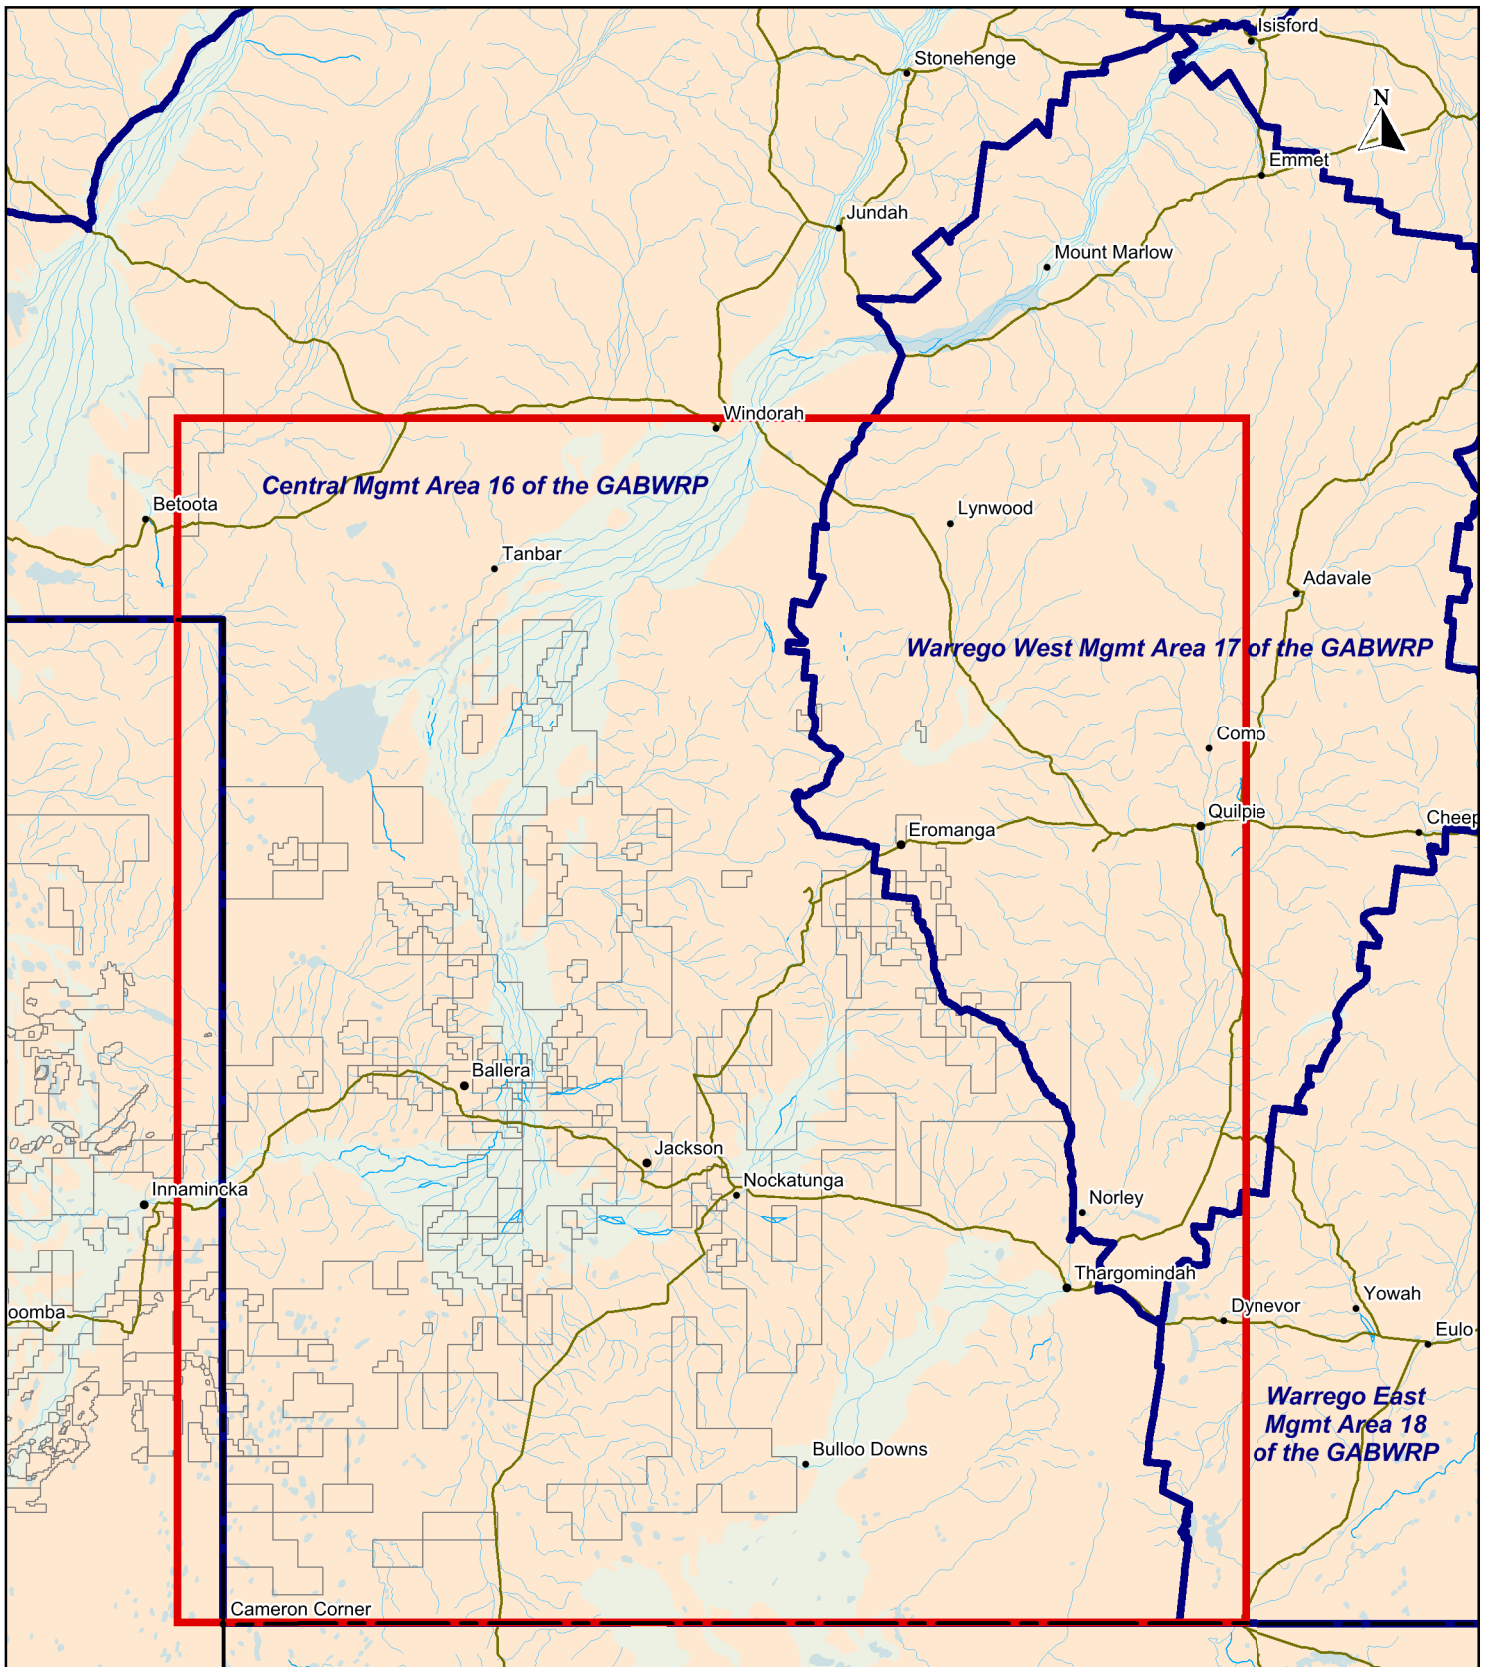 Isisford
Stonehenge
N
Emmet
Jundah
Mount Marlow
Windorah
Central Mgmt Area 16 of the GABWRP
Betoota
Lynwood
Tanbar
Adavale
Warrego West Mgmt Area 17 of the GABWRP
Como
Quilpie
Cheep
Eromanga
Ballera
Jackson
Nockatunga
Innamincka
Norley
Thargomindah
Yowah
Dynevor
oomba
Eulo
Warrego East
Mgmt Area 18
of the GABWRP
Bulloo Downs
Cameron Corner